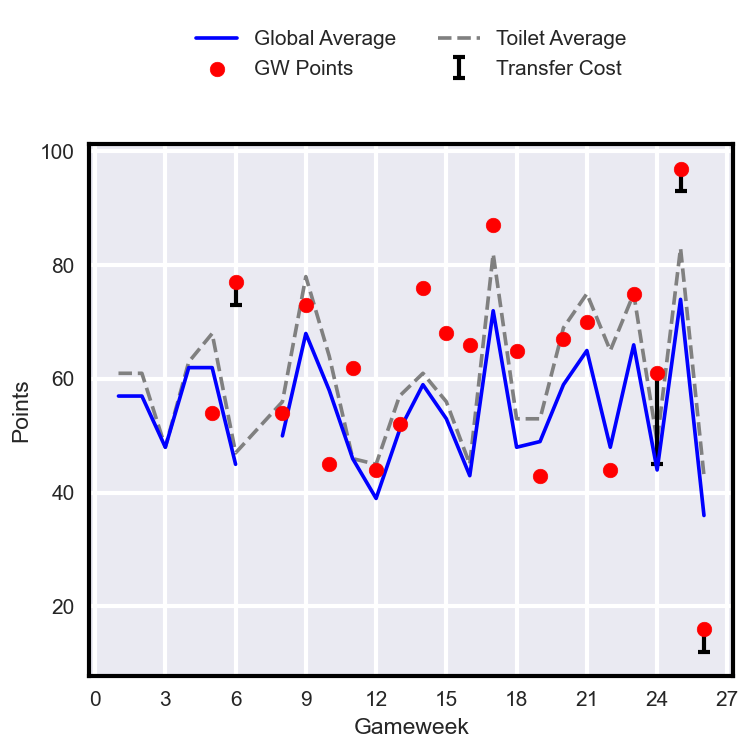 Global Average
Toilet Average
GW Points
Transfer Cost
100
80
60
40
20
Points
0 3 6 9 12 15 18 21 24 27
Gameweek